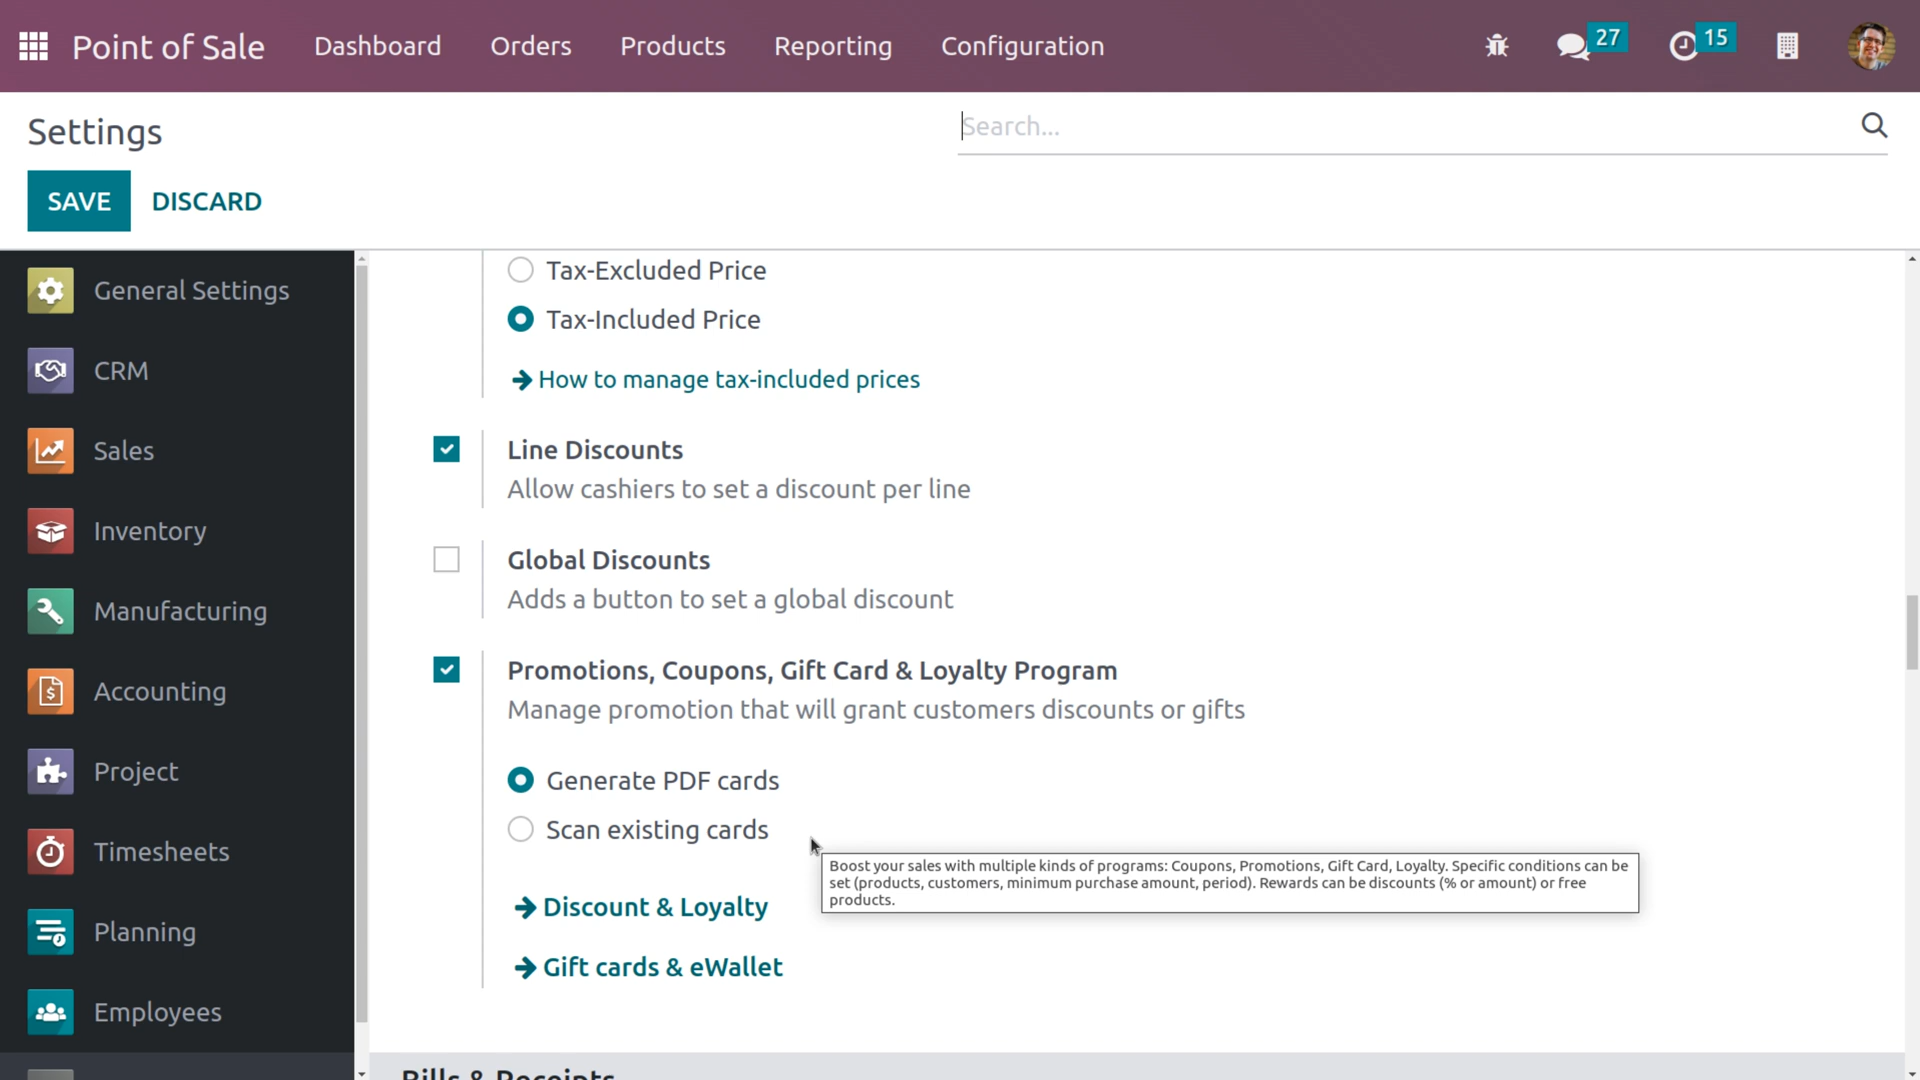 Point of Sale Dashboard Orders Products Reporting Configuration 27 15
Settings
Search...
SAVE DISCARD
General Settings
CRM
Sales
Inventory
Manufacturing
Accounting
Project
Timesheets
Planning
Employees
Tax-Excluded Price
Tax-Included Price
How to manage tax-included prices
Line Discounts
Allow cashiers to set a discount per line
Global Discounts
Adds a button to set a global discount
Promotions, Coupons, Gift Card & Loyalty Program
Manage promotion that will grant customers discounts or gifts
Generate PDF cards
Scan existing cards
Boost your sales with multiple kinds of programs: Coupons, Promotions, Gift Card, Loyalty. Specific conditions can be
set (products, customers, minimum purchase amount, period). Rewards can be discounts (% or amount) or free
products.
Discount & Loyalty
Gift cards & eWallet
Bills & Receipts